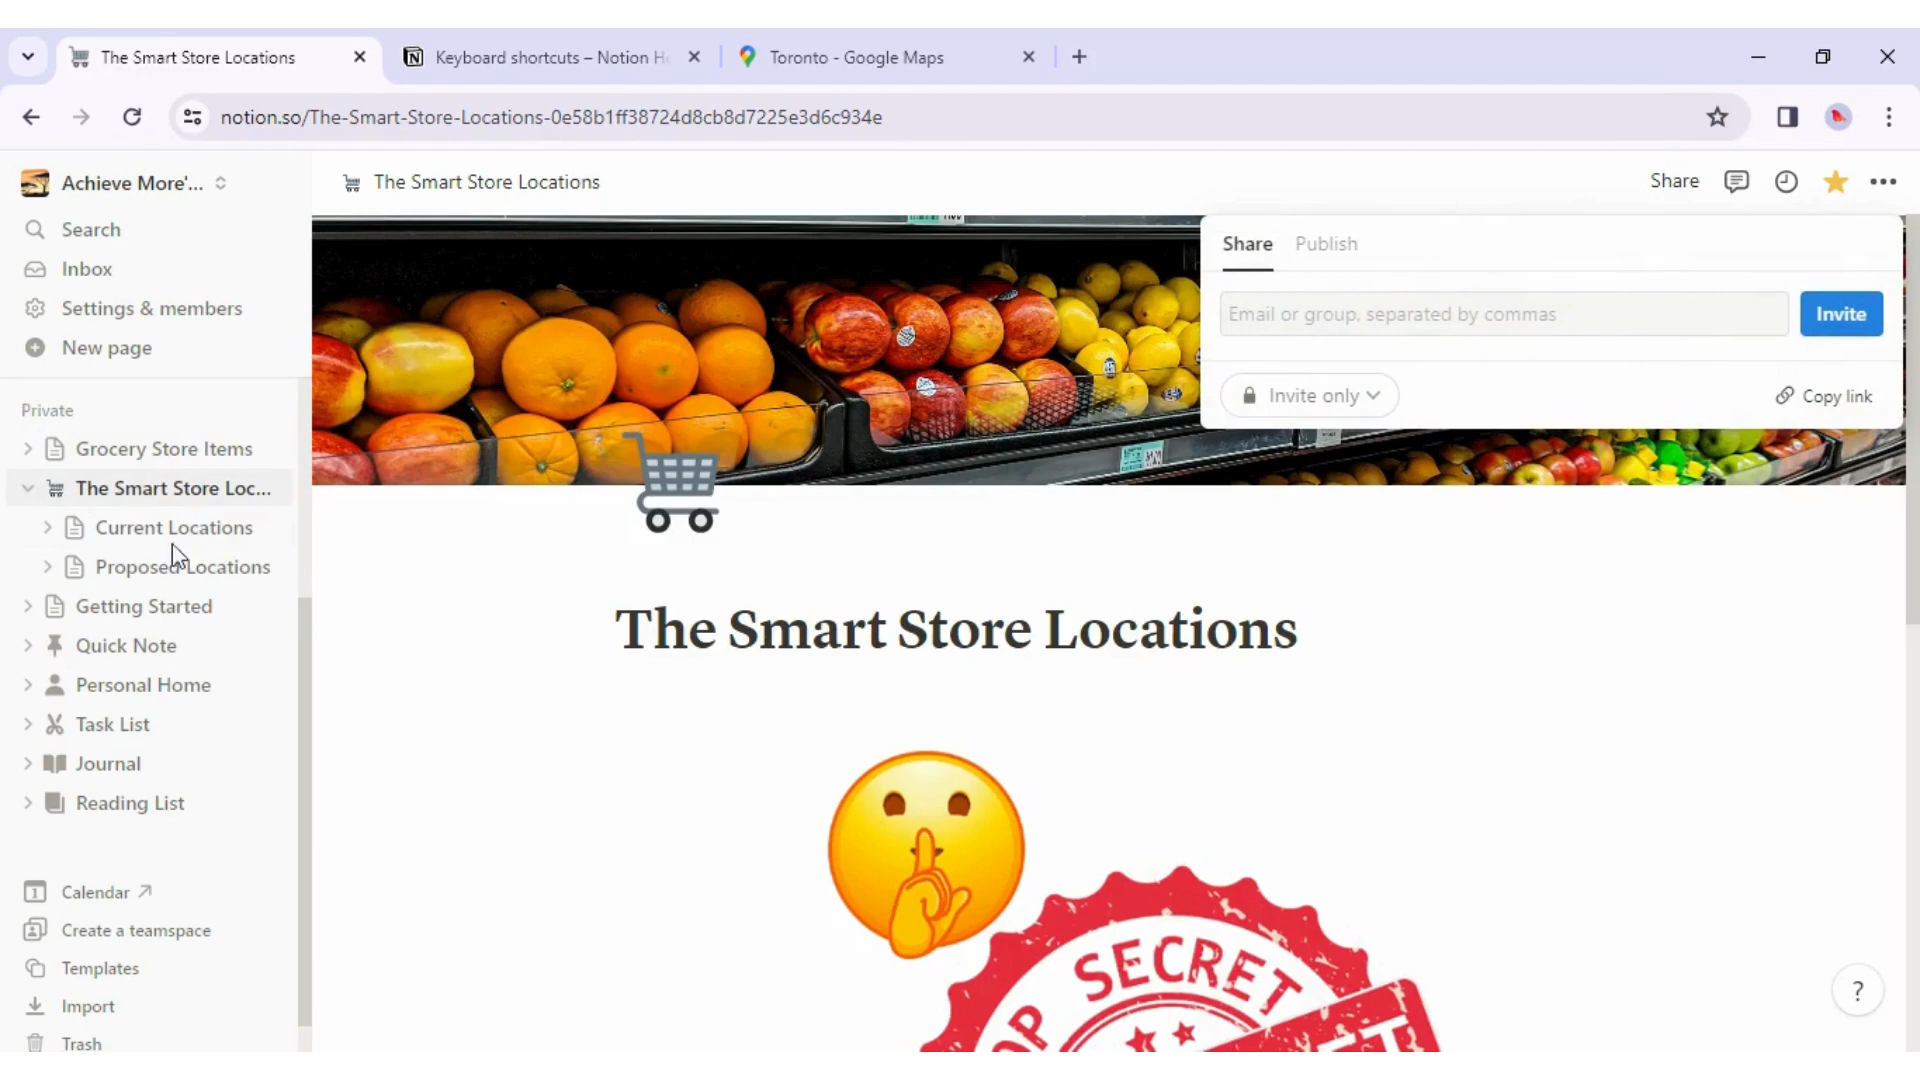 The Smart Store Locations
Keyboard shortcuts – Notion H
Toronto - Google Maps
notion.so/The-Smart-Store-Locations-0e58b1ff38724d8cb8d7225e3d6c934e
Achieve More'...
The Smart Store Locations
Share
Search
Inbox
Settings & members
New page
Share
Publish
Email or group, separated by commas
Invite
Invite only
Copy link
Private
Grocery Store Items
The Smart Store Loc...
Current Locations
Proposed Locations
Getting Started
Quick Note
Personal Home
Task List
Journal
Reading List
Calendar
Create a teamspace
Templates
Import
Trash
The Smart Store Locations
OP SECRET
?